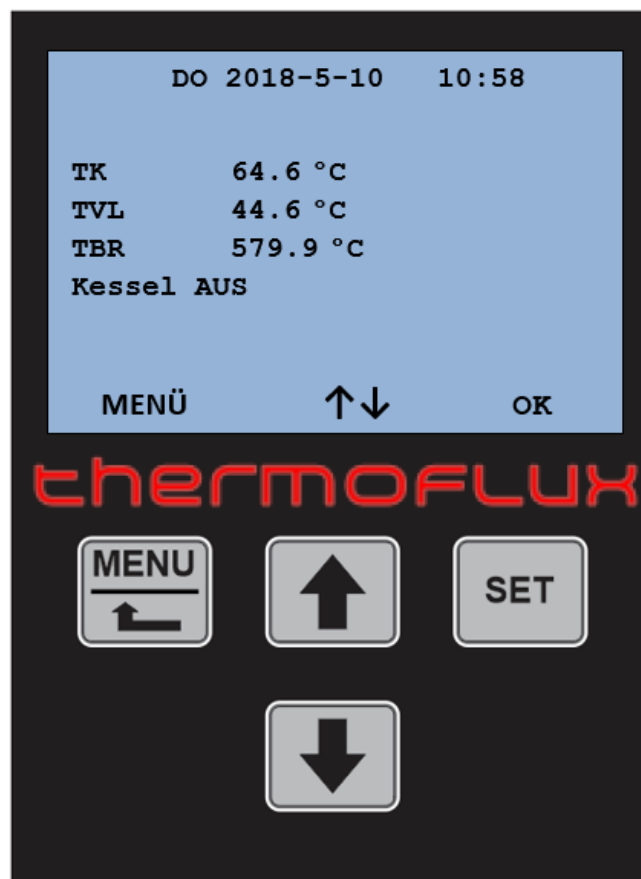 DO 2018-5-10 10:58
TK 64.6 °C
TVL 44.6 °C
TBR 579.9 °C
Kessel AUS
MENÜ ↑↓ OK
thermoflux
MENU SET